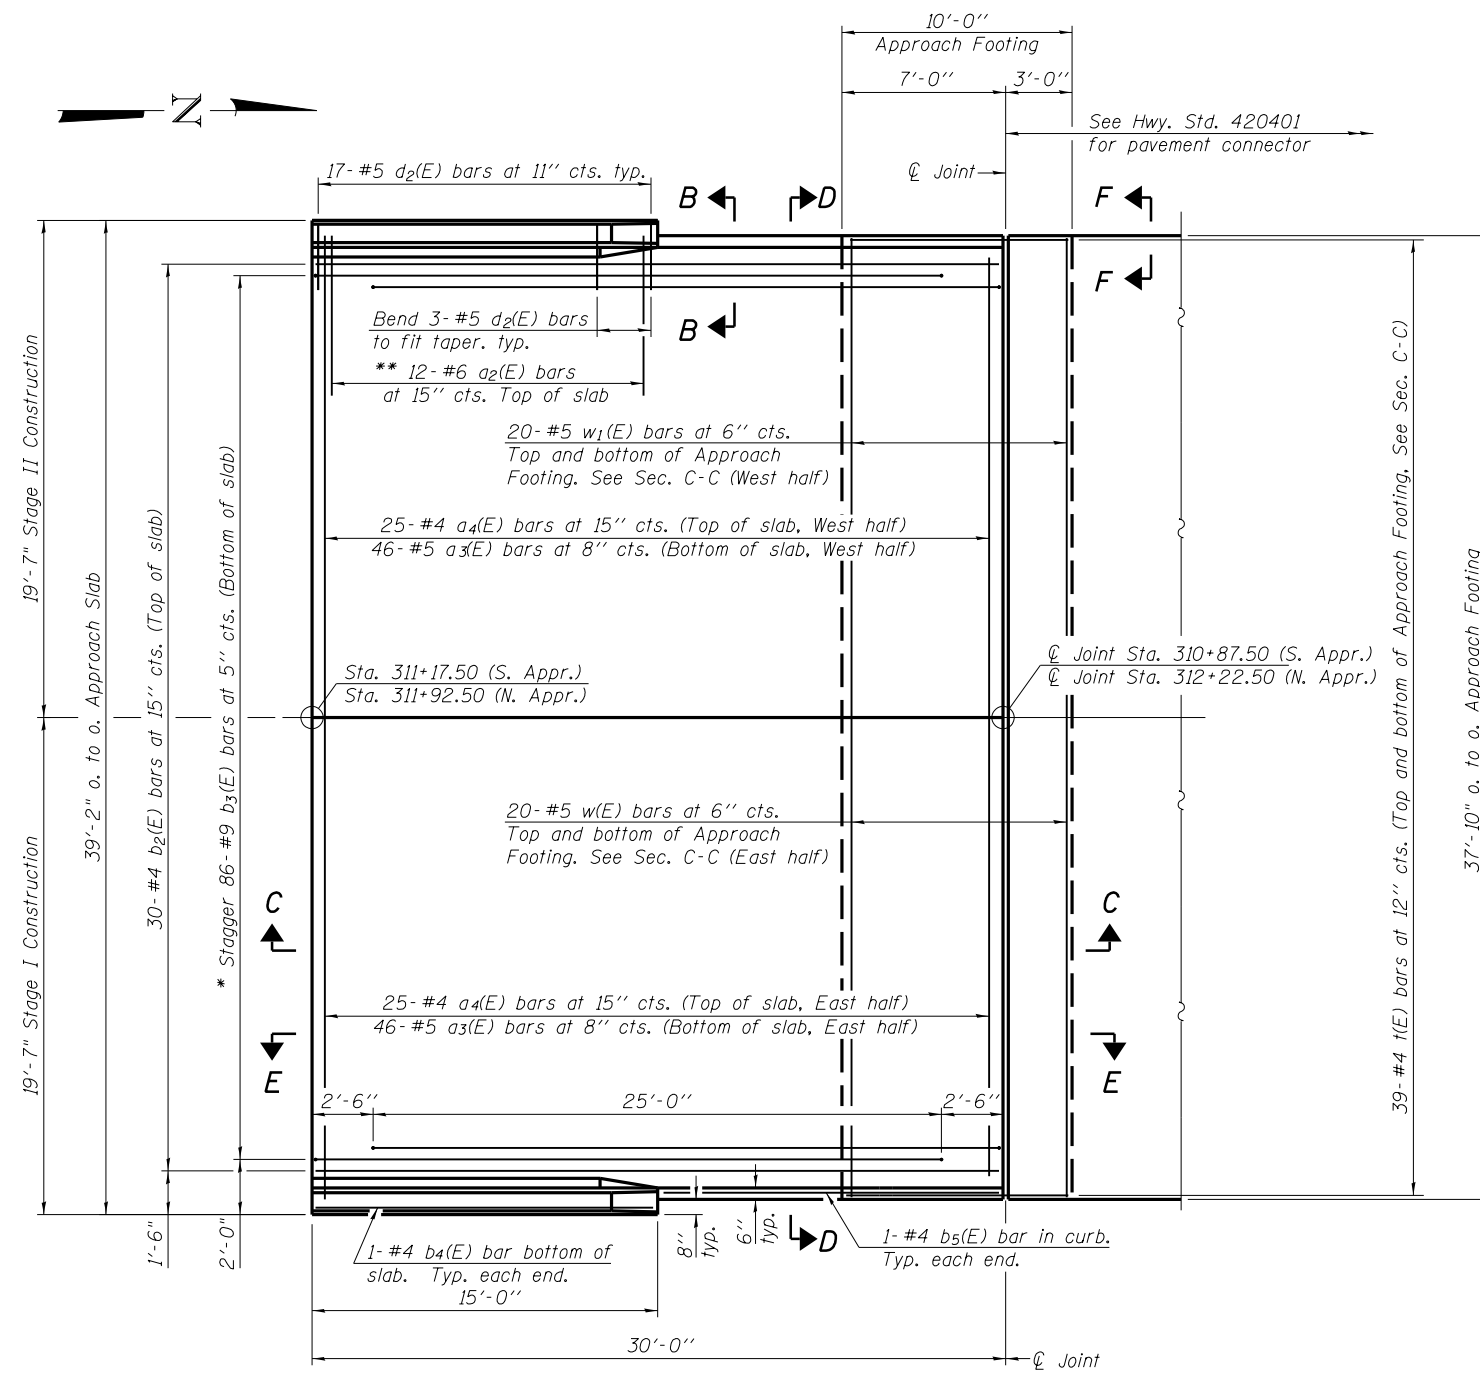 10'-0"
Approach Footing
7'-0"
3'-0"
N
See Hwy. Std. 420401
for pavement connector
℄ Joint
17- #5 d2(E) bars at 11" cts. typ.
B
D
F
F
B
Bend 3- #5 d2(E) bars
to fit taper. typ.
** 12- #6 a2(E) bars
at 15" cts. Top of slab
20- #5 w1(E) bars at 6" cts.
Top and bottom of Approach
Footing. See Sec. C-C (West half)
25- #4 a4(E) bars at 15" cts. (Top of slab, West half)
46- #5 a3(E) bars at 8" cts. (Bottom of slab, West half)
19'-7" Stage II Construction
39'-2" o. to o. Approach Slab
30- #4 b2(E) bars at 15" cts. (Top of slab)
* Stagger 86- #9 b3(E) bars at 5" cts. (Bottom of slab)
39- #4 t(E) bars at 12" cts. (Top and bottom of Approach Footing, See Sec. C-C)
37'-10" o. to o. Approach Footing
Sta. 311+17.50 (S. Appr.)
Sta. 311+92.50 (N. Appr.)
℄ Joint Sta. 310+87.50 (S. Appr.)
℄ Joint Sta. 312+22.50 (N. Appr.)
19'-7" Stage I Construction
20- #5 w(E) bars at 6" cts.
Top and bottom of Approach
Footing. See Sec. C-C (East half)
C
C
25- #4 a4(E) bars at 15" cts. (Top of slab, East half)
46- #5 a3(E) bars at 8" cts. (Bottom of slab, East half)
E
E
2'-6"
25'-0"
2'-6"
1'-6"
2'-0"
1- #4 b4(E) bar bottom of
slab. Typ. each end.
8"
typ.
6"
typ.
D
1- #4 b5(E) bar in curb.
Typ. each end.
15'-0"
30'-0"
℄ Joint